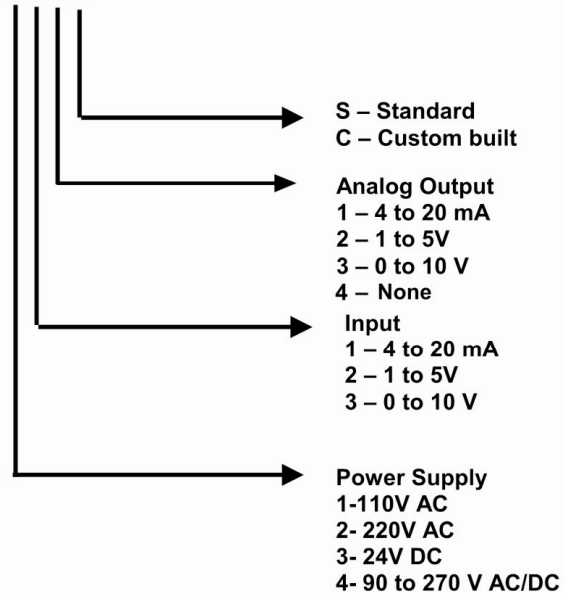 S – Standard
C – Custom built
Analog Output
1 – 4 to 20 mA
2 – 1 to 5V
3 – 0 to 10 V
4 – None
Input
1 – 4 to 20 mA
2 – 1 to 5V
3 – 0 to 10 V
Power Supply
1-110V AC
2- 220V AC
3- 24V DC
4- 90 to 270 V AC/DC